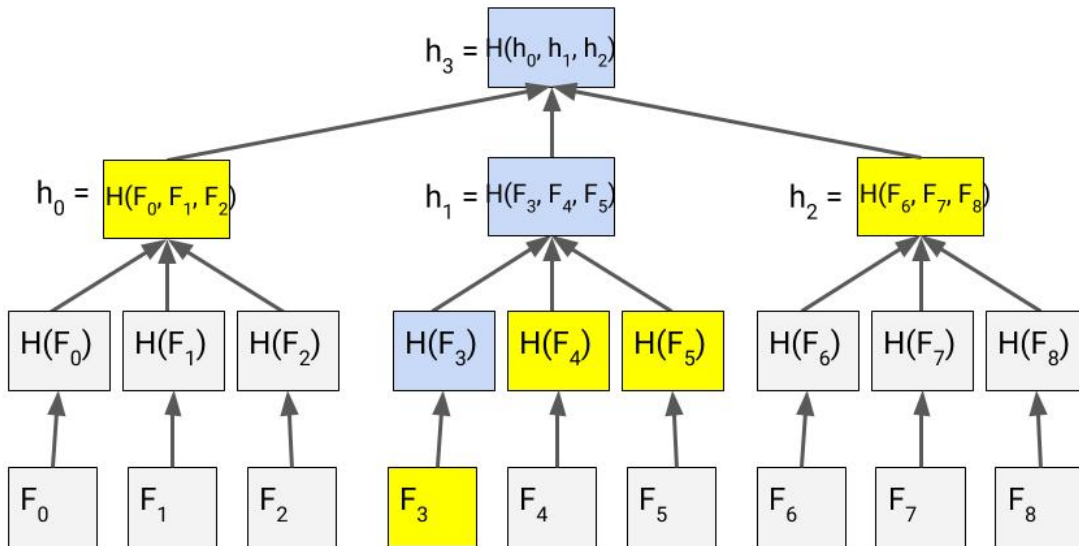 h₃ = H(h₀, h₁, h₂)
h₀ = H(F₀, F₁, F₂)
h₁ = H(F₃, F₄, F₅)
h₂ = H(F₆, F₇, F₈)
H(F₀) H(F₁) H(F₂) H(F₃) H(F₄) H(F₅) H(F₆) H(F₇) H(F₈)
F₀ F₁ F₂ F₃ F₄ F₅ F₆ F₇ F₈